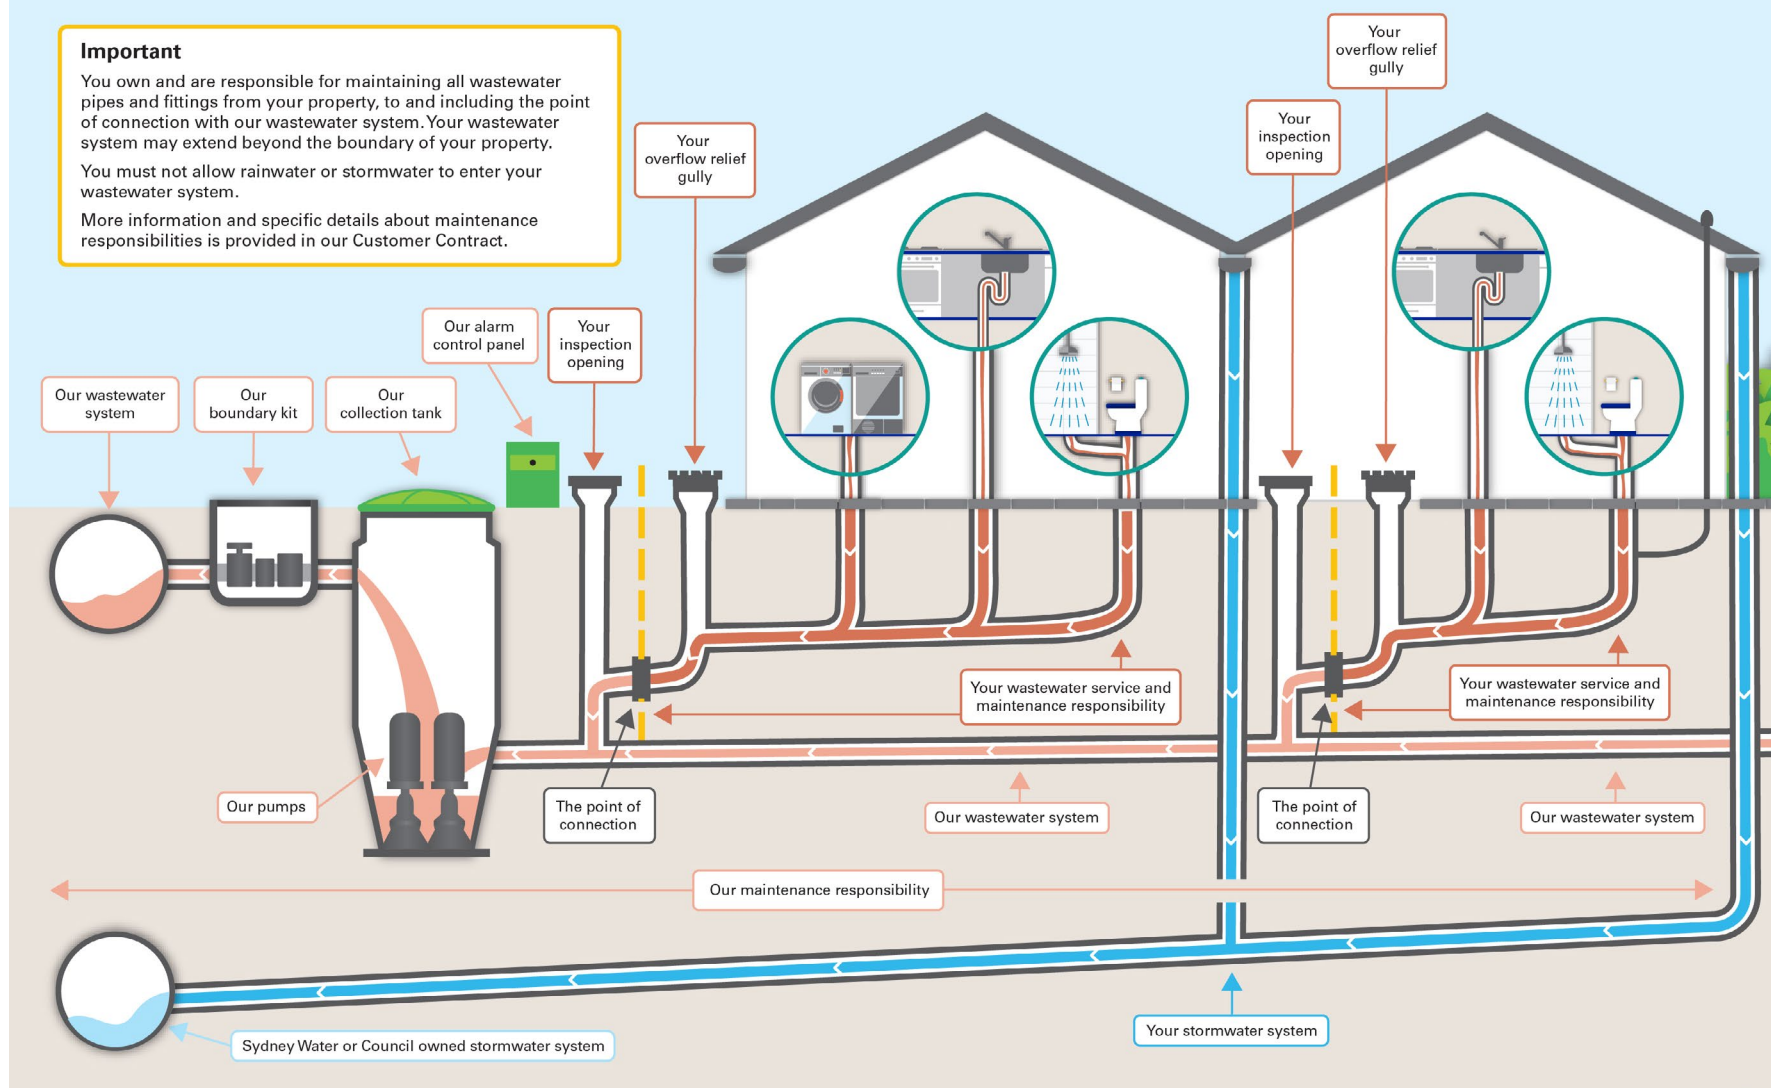 Important
You own and are responsible for maintaining all wastewater
pipes and fittings from your property, to and including the point
of connection with our wastewater system. Your wastewater
system may extend beyond the boundary of your property.
You must not allow rainwater or stormwater to enter your
wastewater system.
More information and specific details about maintenance
responsibilities is provided in our Customer Contract.
Your
overflow relief
gully
Your
inspection
opening
Your
overflow relief
gully
Our alarm
control panel
Your
inspection
opening
Our wastewater
system
Our
boundary kit
Our
collection tank
Your wastewater service and
maintenance responsibility
Your wastewater service and
maintenance responsibility
Our pumps
The point of
connection
Our wastewater system
The point of
connection
Our wastewater system
Our maintenance responsibility
Your stormwater system
Sydney Water or Council owned stormwater system